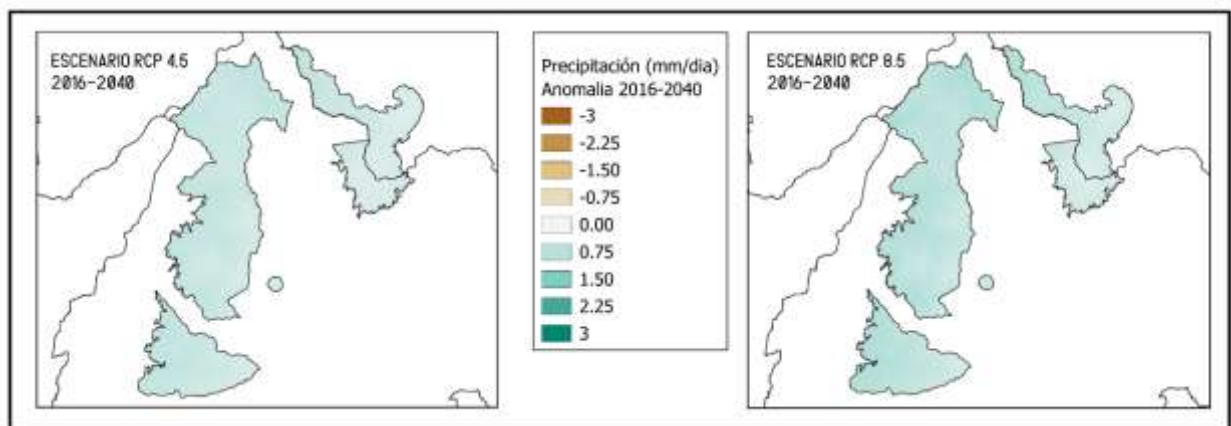 ESCENARIO RCP 4.5
2016-2040
Precipitación (mm/dia)
Anomalia 2016-2040
-3
-2.25
-1.50
-0.75
0.00
0.75
1.50
2.25
3
ESCENARIO RCP 8.5
2016-2040